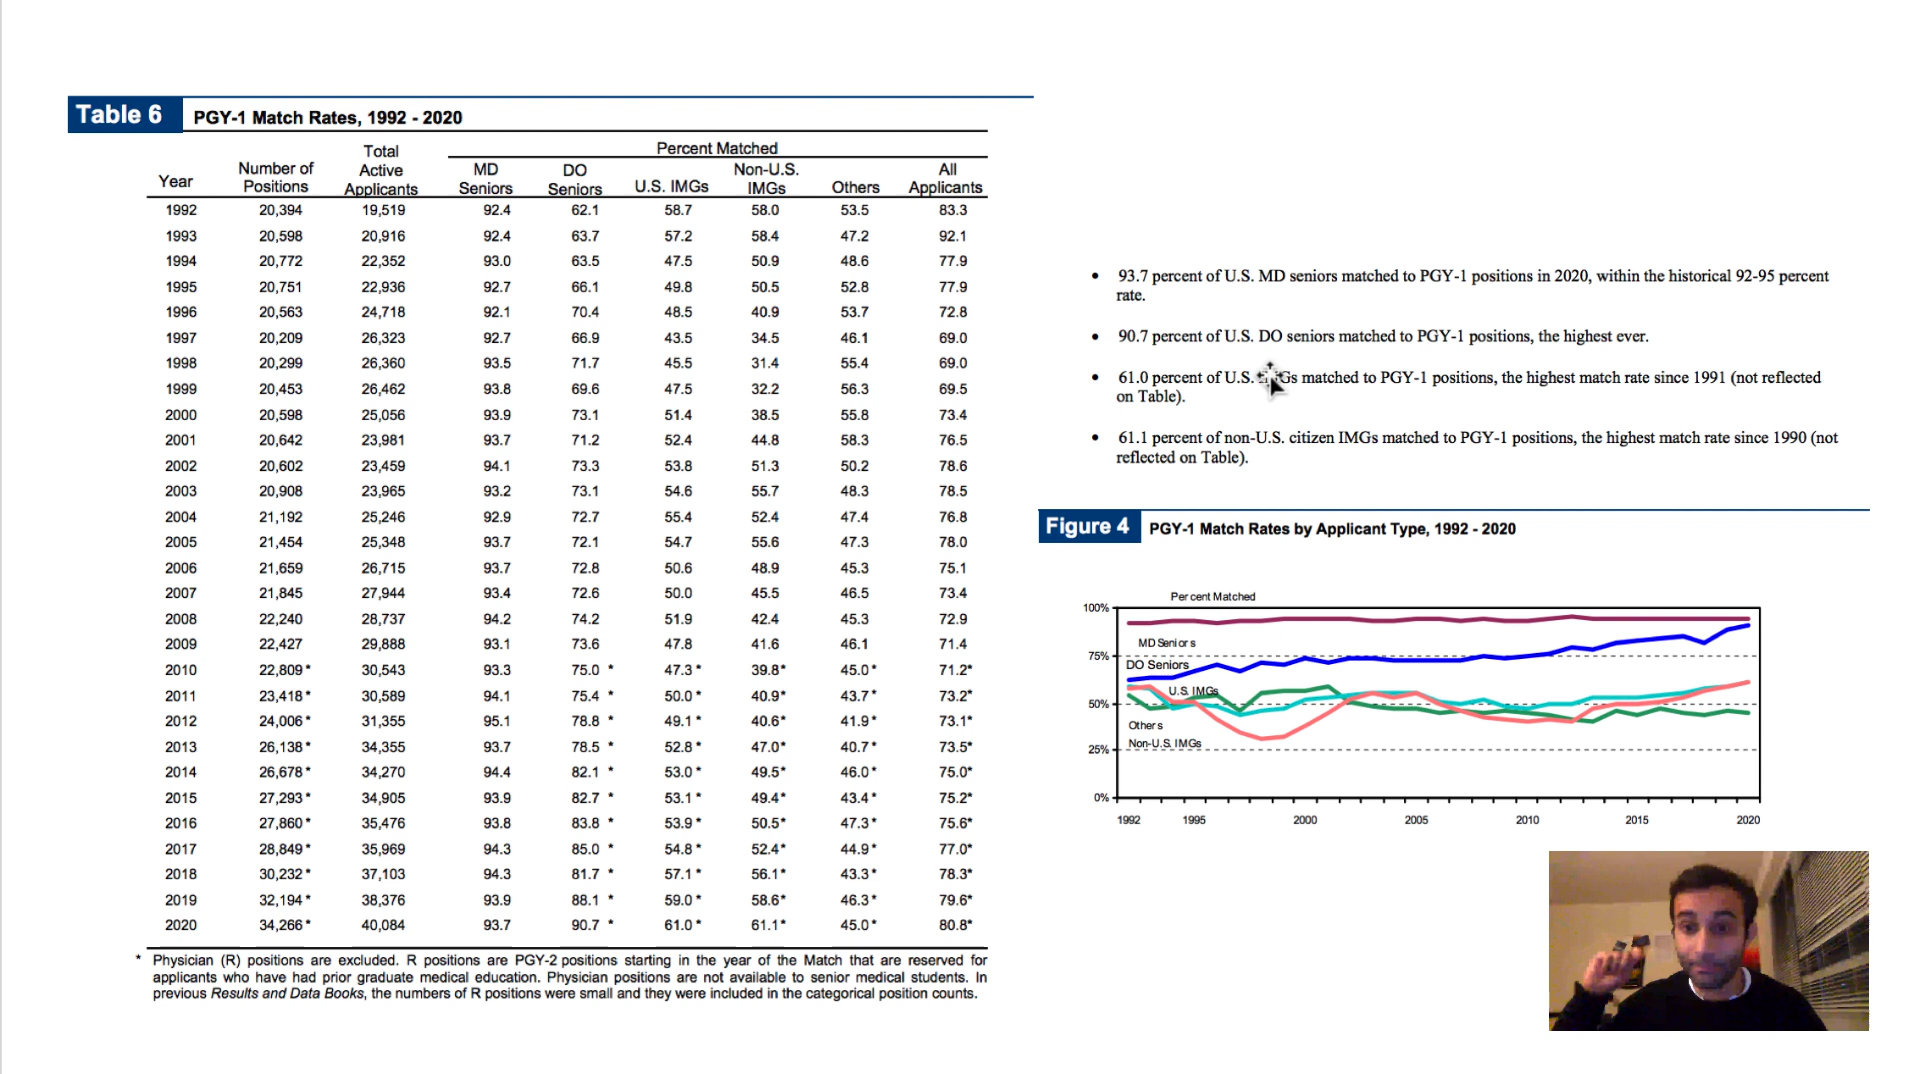 Table 6 PGY-1 Match Rates, 1992 - 2020
Percent Matched
Year Number of Positions Total Active Applicants MD Seniors DO Seniors U.S. IMGs Non-U.S. IMGs Others All Applicants
1992 20,394 19,519 92.4 62.1 58.7 58.0 53.5 83.3
1993 20,598 20,916 92.4 63.7 57.2 58.4 47.2 92.1
1994 20,772 22,352 93.0 63.5 47.5 50.9 48.6 77.9
1995 20,751 22,936 92.7 66.1 49.8 50.5 52.8 77.9
1996 20,563 24,718 92.1 70.4 48.5 40.9 53.7 72.8
1997 20,209 26,323 92.7 66.9 43.5 34.5 46.1 69.0
1998 20,299 26,360 93.5 71.7 45.5 31.4 55.4 69.0
1999 20,453 26,462 93.8 69.6 47.5 32.2 56.3 69.5
2000 20,598 25,056 93.9 73.1 51.4 38.5 55.8 73.4
2001 20,642 23,981 93.7 71.2 52.4 44.8 58.3 76.5
2002 20,602 23,459 94.1 73.3 53.8 51.3 50.2 78.6
2003 20,908 23,965 93.2 73.1 54.6 55.7 48.3 78.5
2004 21,192 25,246 92.9 72.7 55.4 52.4 47.4 76.8
2005 21,454 25,348 93.7 72.1 54.7 55.6 47.3 78.0
2006 21,659 26,715 93.7 72.8 50.6 48.9 45.3 75.1
2007 21,845 27,944 93.4 72.6 50.0 45.5 46.5 73.4
2008 22,240 28,737 94.2 74.2 51.9 42.4 45.3 72.9
2009 22,427 29,888 93.1 73.6 47.8 41.6 46.1 71.4
2010 22,809* 30,543 93.3 75.0 * 47.3* 39.8* 45.0* 71.2*
2011 23,418* 30,589 94.1 75.4 * 50.0* 40.9* 43.7* 73.2*
2012 24,006* 31,355 95.1 78.8 * 49.1* 40.6* 41.9* 73.1*
2013 26,138* 34,355 93.7 78.5 * 52.8* 47.0* 40.7* 73.5*
2014 26,678* 34,270 94.4 82.1 * 53.0* 49.5* 46.0* 75.0*
2015 27,293* 34,905 93.9 82.7 * 53.1* 49.4* 43.4* 75.2*
2016 27,860* 35,476 93.8 83.8 * 53.9* 50.5* 47.3* 75.6*
2017 28,849* 35,969 94.3 85.0 * 54.8* 52.4* 44.9* 77.0*
2018 30,232* 37,103 94.3 81.7 * 57.1* 56.1* 43.3* 78.3*
2019 32,194* 38,376 93.9 88.1 * 59.0* 58.6* 46.3* 79.6*
2020 34,266* 40,084 93.7 90.7 * 61.0* 61.1* 45.0* 80.8*
* Physician (R) positions are excluded. R positions are PGY-2 positions starting in the year of the Match that are reserved for
applicants who have had prior graduate medical education. Physician positions are not available to senior medical students. In
previous Results and Data Books, the numbers of R positions were small and they were included in the categorical position counts.
• 93.7 percent of U.S. MD seniors matched to PGY-1 positions in 2020, within the historical 92-95 percent
rate.
• 90.7 percent of U.S. DO seniors matched to PGY-1 positions, the highest ever.
• 61.0 percent of U.S. matched to PGY-1 positions, the highest match rate since 1991 (not reflected
on Table).
• 61.1 percent of non-U.S. citizen IMGs matched to PGY-1 positions, the highest match rate since 1990 (not
reflected on Table).
Figure 4 PGY-1 Match Rates by Applicant Type, 1992 - 2020
Percent Matched
100%
MD Seniors
75%
DO Seniors
U.S. IMGs
50%
Others
Non-U.S. IMGs
25%
0%
1992 1995 2000 2005 2010 2015 2020